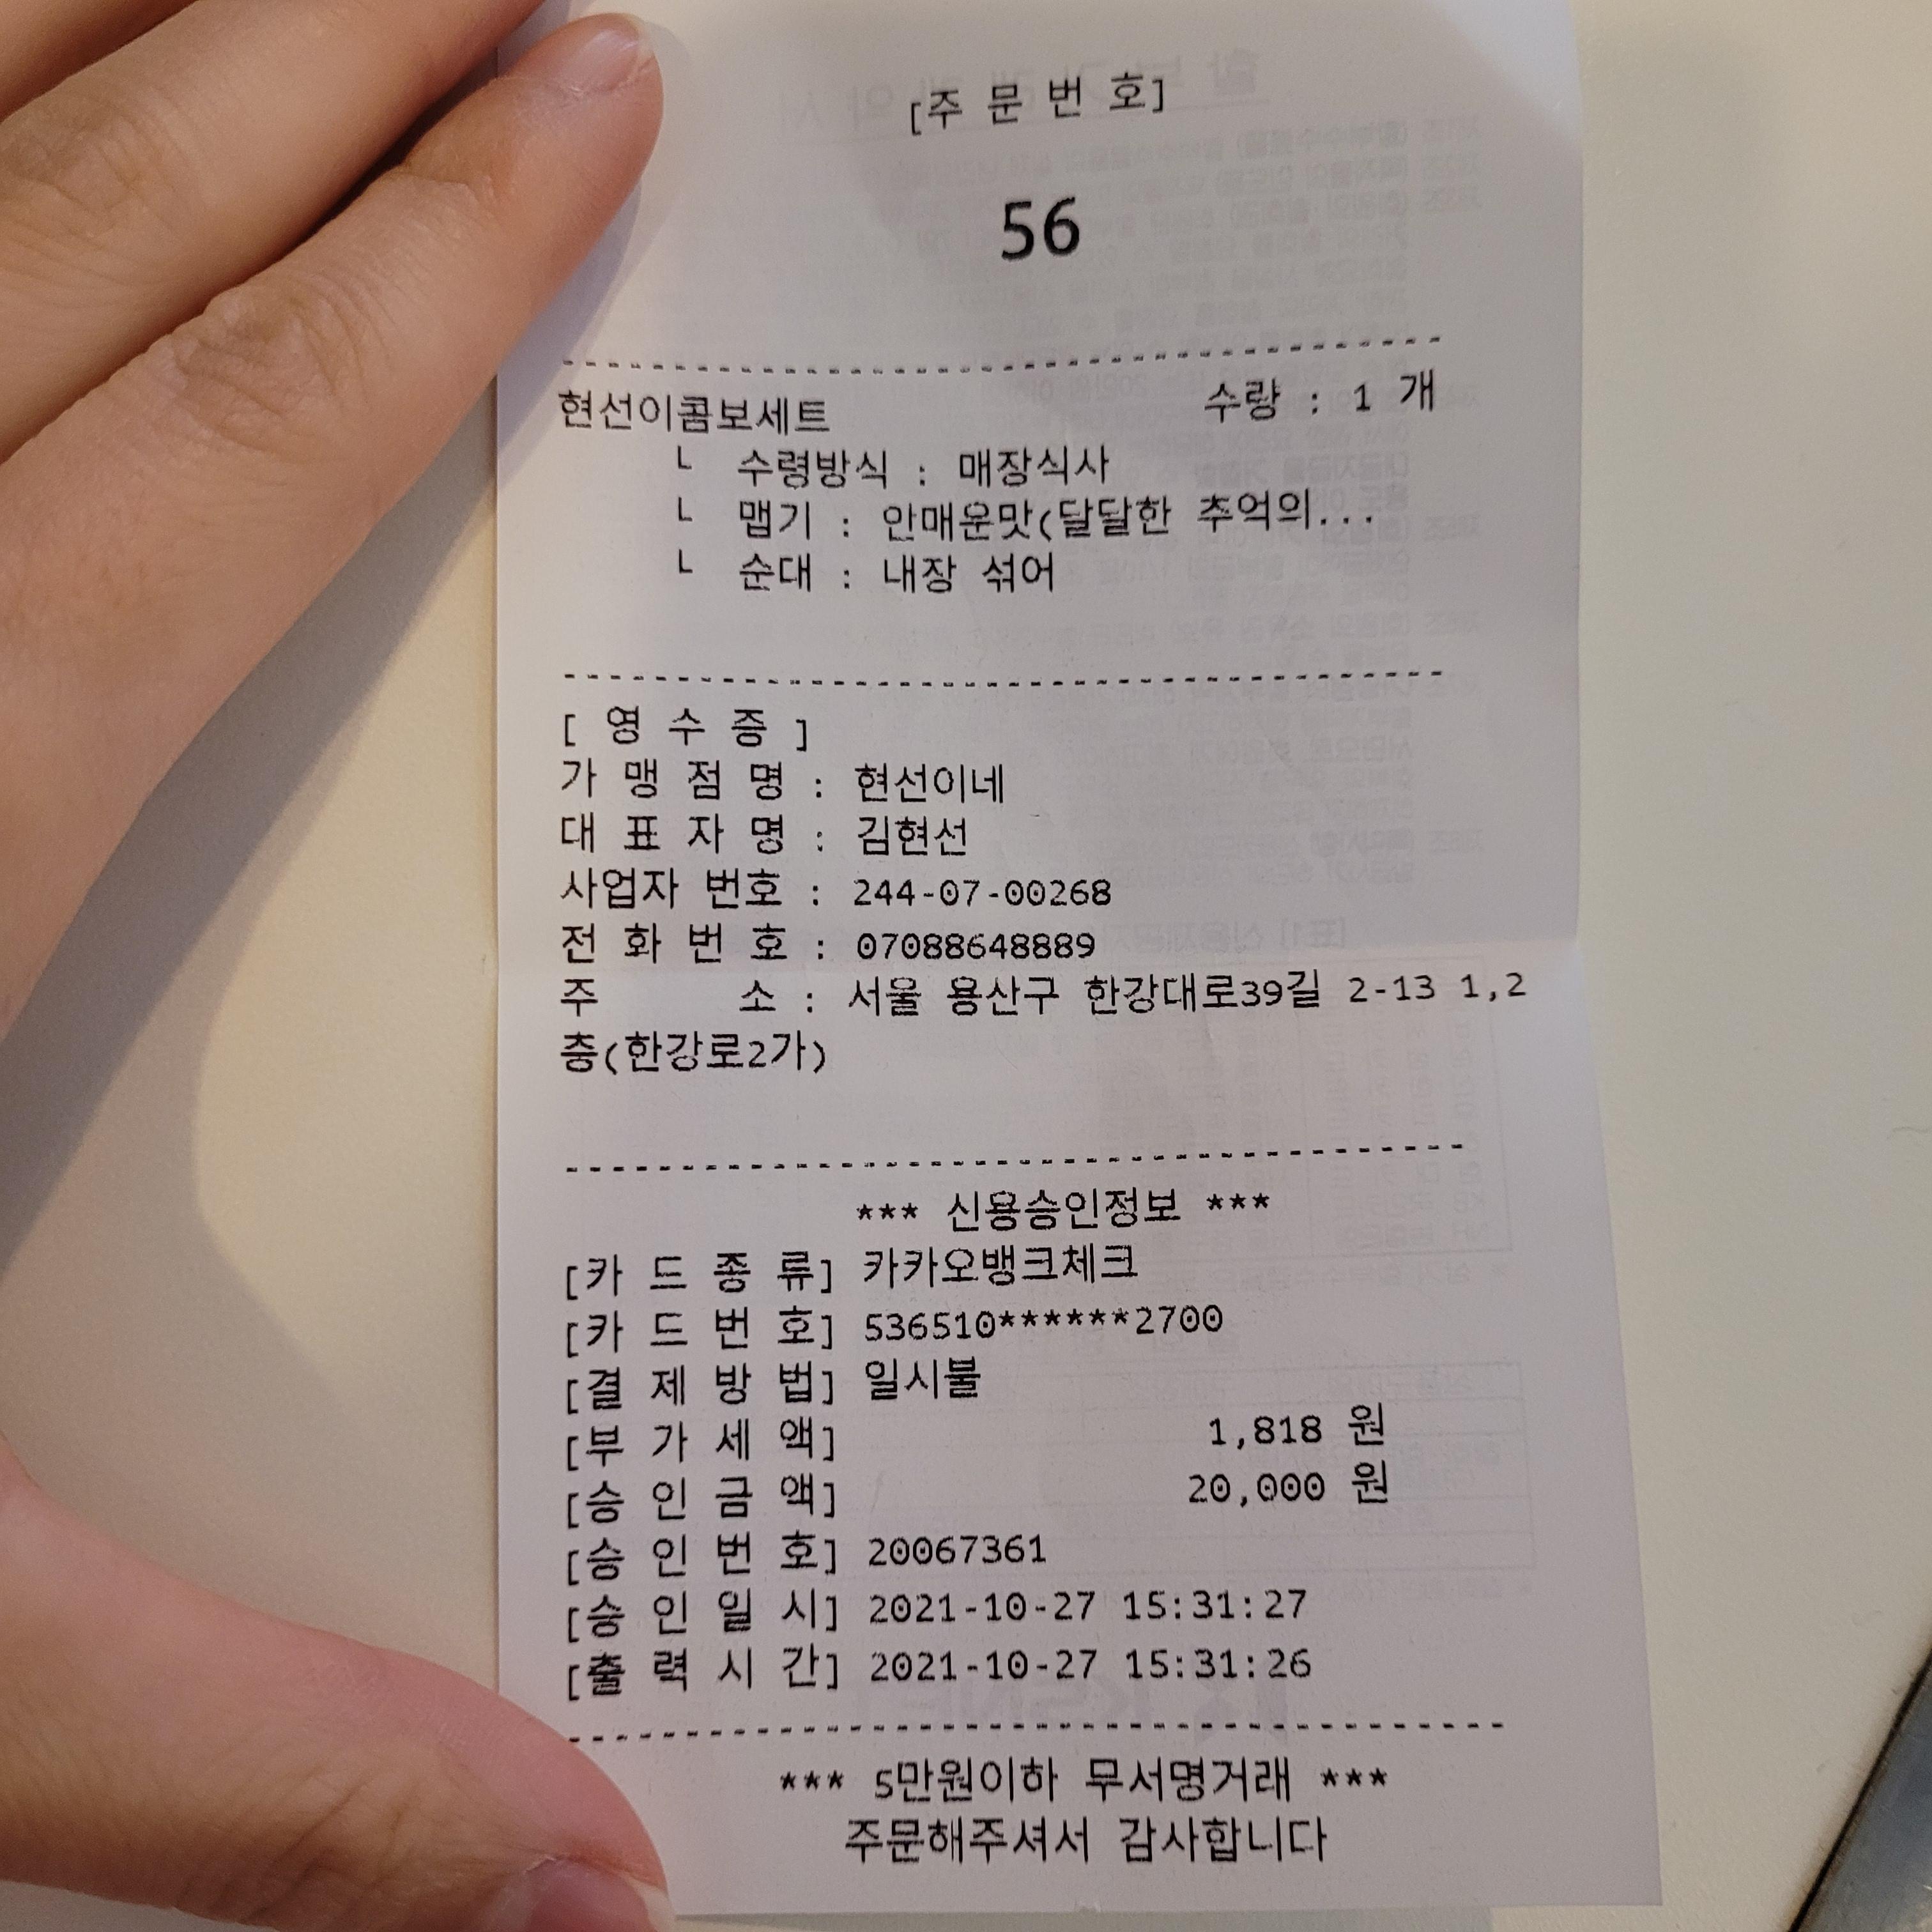 [주 문 번 호]
56
현선이콤보세트 수량 : 1 개
└ 수령방식 : 매장식사
└ 맵기 : 안매운맛(달달한 추억의...
└ 순대 : 내장 섞어
[ 영 수 증 ]
가 맹 점 명 : 현선이네
대 표 자 명 : 김현선
사업자 번호 : 244-07-00268
전 화 번 호 : 07088648889
주 소 : 서울 용산구 한강대로39길 2-13 1,2
층(한강로2가)
*** 신용승인정보 ***
[카 드 종 류] 카카오뱅크체크
[카 드 번 호] 536510******2700
[결 제 방 법] 일시불
[부 가 세 액] 1,818 원
[승 인 금 액] 20,000 원
[승 인 번 호] 20067361
[승 인 일 시] 2021-10-27 15:31:27
[출 력 시 간] 2021-10-27 15:31:26
*** 5만원이하 무서명거래 ***
주문해주셔서 감사합니다